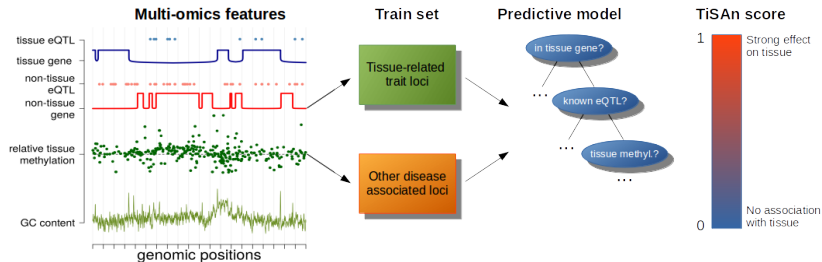 Multi-omics features
Train set
Predictive model
TiSAn score
tissue eQTL
tissue gene
non-tissue
eQTL
non-tissue
gene
relative tissue
methylation
GC content
genomic positions
Tissue-related
trait loci
Other disease
associated loci
in tissue gene?
...
known eQTL?
...
tissue methyl.?
...
1
Strong effect
on tissue
No association
with tissue
0